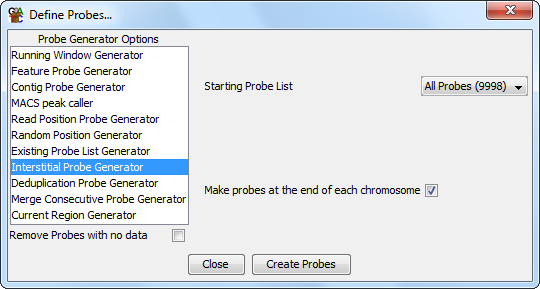 Define Probes...
Probe Generator Options
Running Window Generator
Feature Probe Generator
Contig Probe Generator
MACS peak caller
Read Position Probe Generator
Random Position Generator
Existing Probe List Generator
Interstitial Probe Generator
Deduplication Probe Generator
Merge Consecutive Probe Generator
Current Region Generator
Remove Probes with no data
Starting Probe List
All Probes (9998)
Make probes at the end of each chromosome
Close
Create Probes